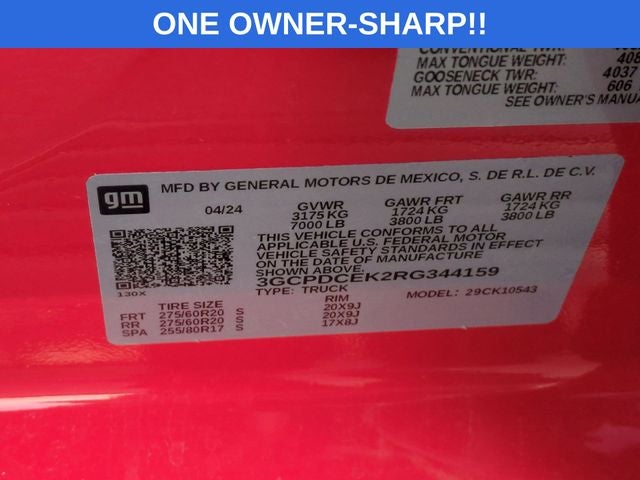 ONE OWNER-SHARP!!
CONVENTIONAL TWR:
MAX TONGUE WEIGHT: 408
GOOSENECK TWR: 4037
MAX TONGUE WEIGHT: 606
SEE OWNER'S MANUA
gm
MFD BY GENERAL MOTORS DE MEXICO, S. DE R.L. DE C.V.
04/24 GVWR GAWR FRT GAWR RR
3175 KG 1724 KG 1724 KG
7000 LB 3800 LB 3800 LB
THIS VEHICLE CONFORMS TO ALL
APPLICABLE U.S. FEDERAL MOTOR
VEHICLE SAFETY STANDARDS IN EFFECT
ON THE DATE OF MANUFACTURE
SHOWN ABOVE.
3GCPDCEK2RG344159
TYPE: TRUCK MODEL: 29CK10543
130X
TIRE SIZE RIM
FRT 275/60R20 S 20X9J
RR 275/60R20 S 20X9J
SPA 255/80R17 S 17X8J